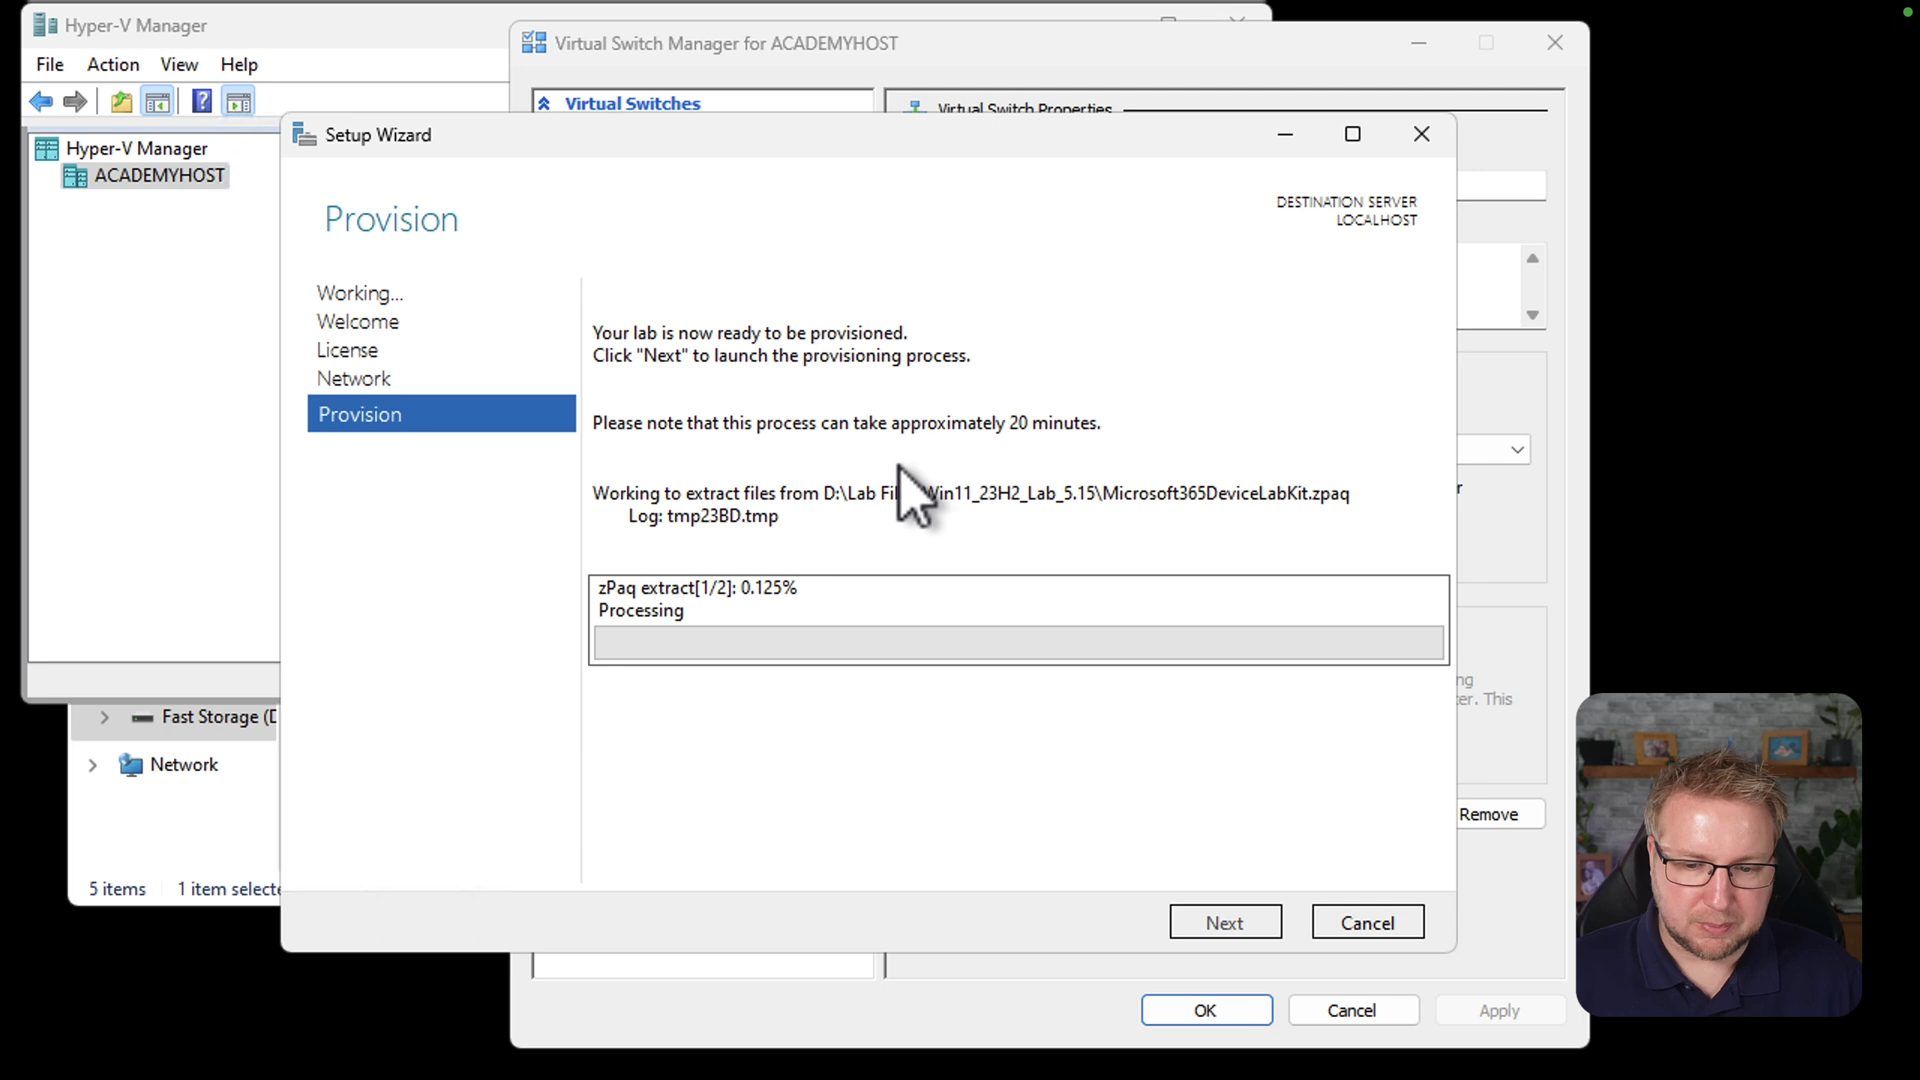 Hyper-V Manager
File Action View Help
Hyper-V Manager
ACADEMYHOST
Virtual Switch Manager for ACADEMYHOST
Virtual Switches
Virtual Switch Properties
Setup Wizard
Provision
DESTINATION SERVER
LOCALHOST
Working...
Welcome
License
Network
Provision
Your lab is now ready to be provisioned.
Click "Next" to launch the provisioning process.
Please note that this process can take approximately 20 minutes.
Working to extract files from D:\Lab Fi Win11_23H2_Lab_5.15\Microsoft365DeviceLabKit.zpaq
Log: tmp23BD.tmp
zPaq extract[1/2]: 0.125%
Processing
Next Cancel
r
ng
ter. This
Remove
Fast Storage (D
Network
5 items 1 item selecte
OK Cancel Apply